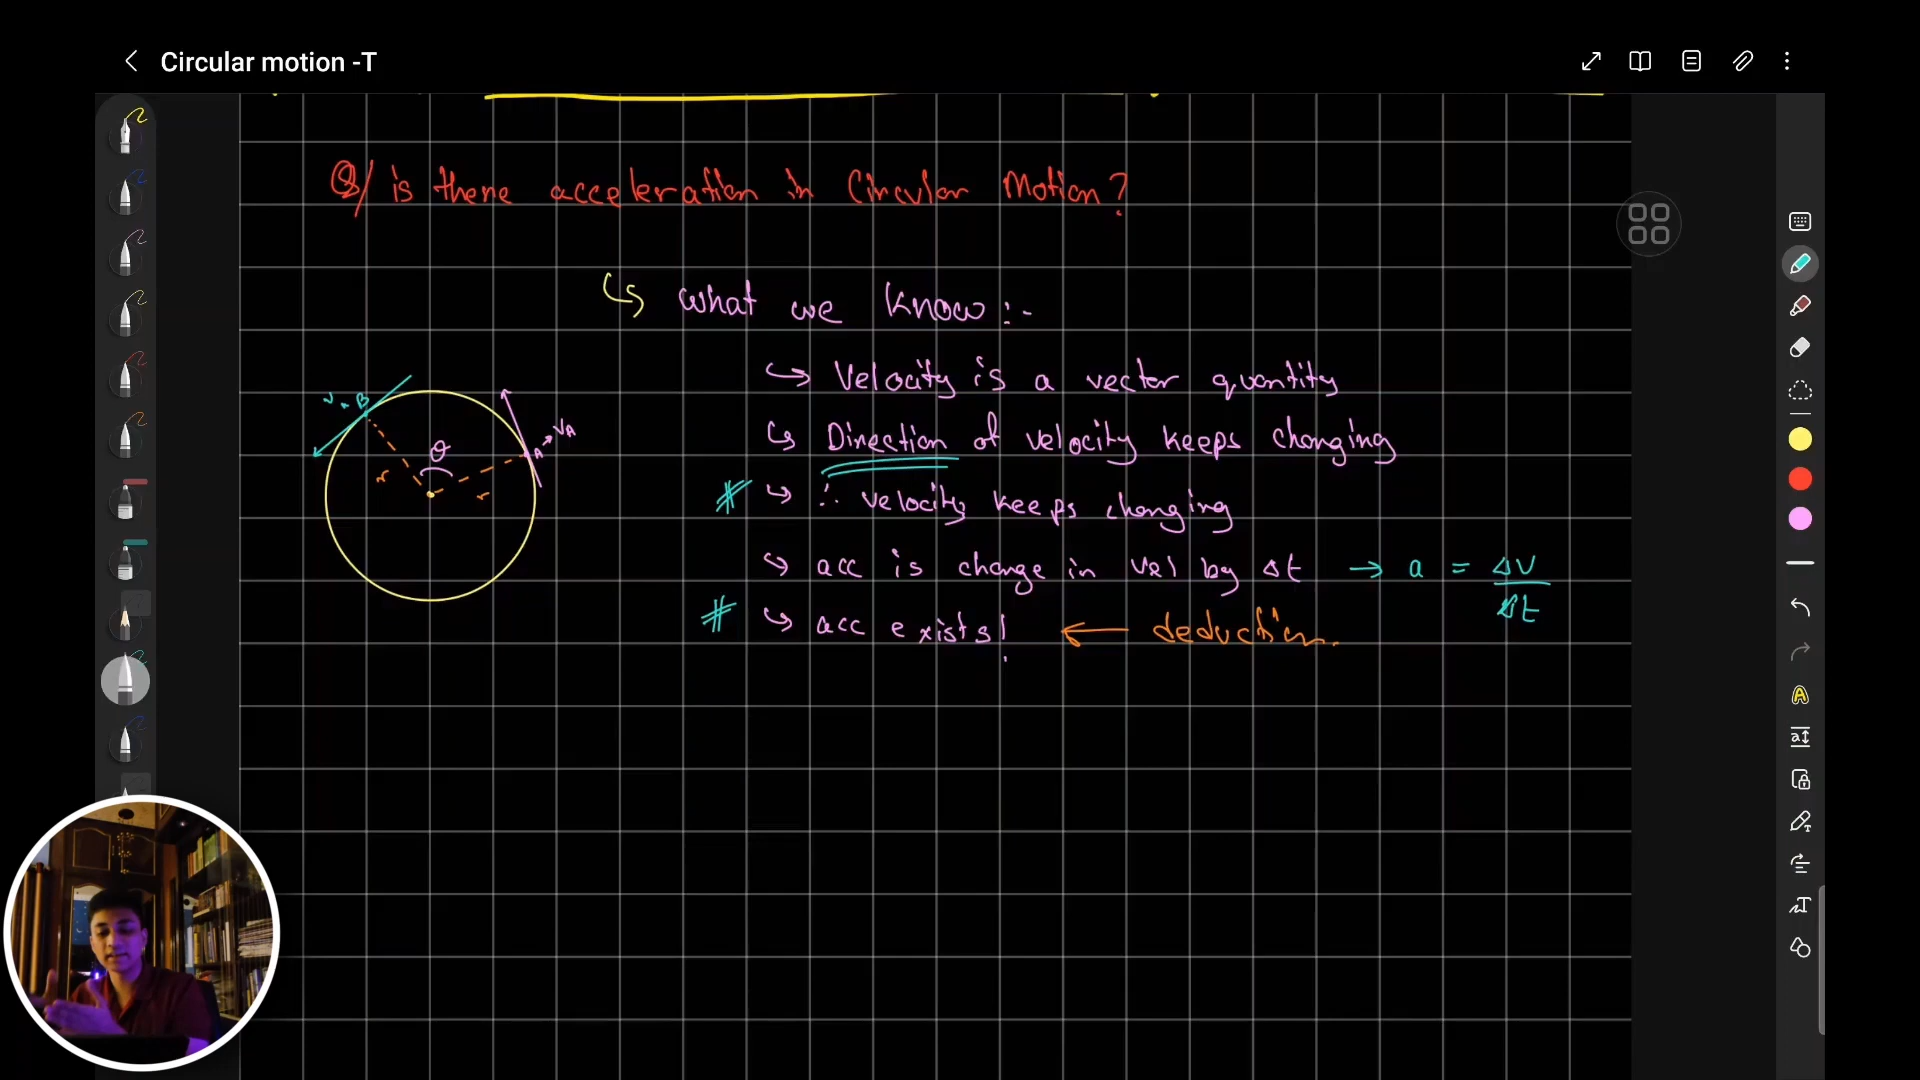 Circular motion -T
Q/ is there acceleration in Circular Motion?
↳ what we know :-
↳ Velocity is a vector quantity
↳ Direction of velocity keeps changing
# ↳ ∴ velocity keeps changing
↳ acc is change in vel by Δt → a = ΔV / Δt
# ↳ acc exists! ← deduction.
B
θ
VA
A
r
r